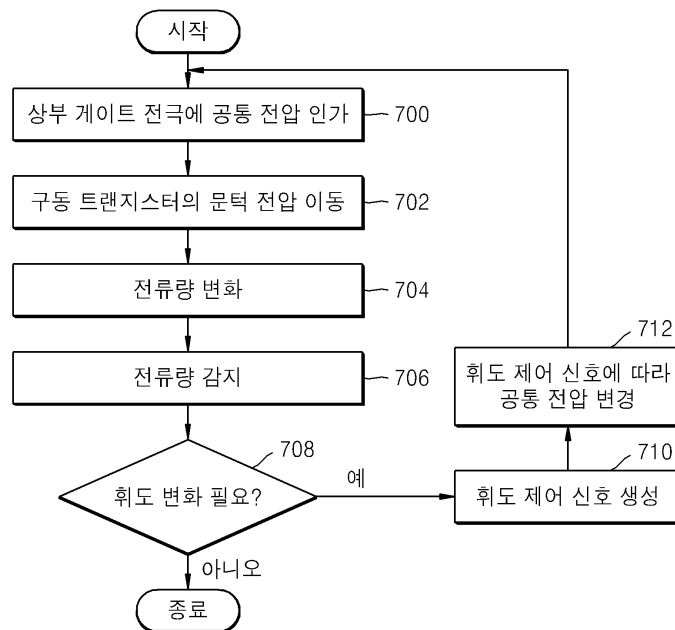 시작
상부 게이트 전극에 공통 전압 인가
700
구동 트랜지스터의 문턱 전압 이동
702
전류량 변화
704
전류량 감지
706
휘도 변화 필요?
708
예
아니오
종료
휘도 제어 신호 생성
710
휘도 제어 신호에 따라
공통 전압 변경
712